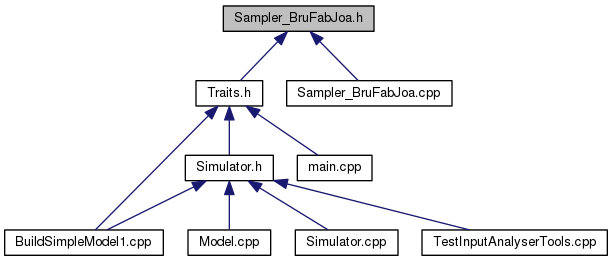 Sampler_BruFabJoa.h
Traits.h
Sampler_BruFabJoa.cpp
Simulator.h
main.cpp
BuildSimpleModel1.cpp
Model.cpp
Simulator.cpp
TestInputAnalyserTools.cpp